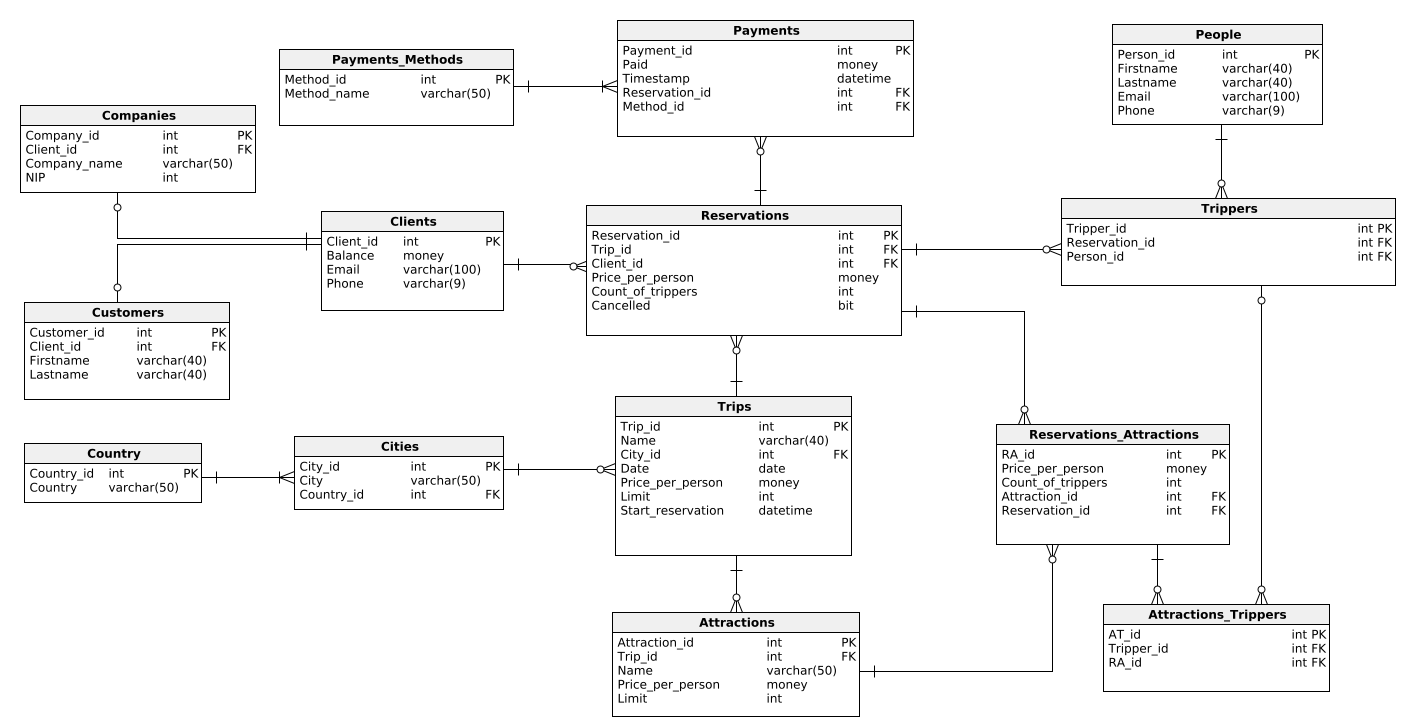 Payments
Payment_id int PK
Paid money
Timestamp datetime
Reservation_id int FK
Method_id int FK
People
Person_id int PK
Firstname varchar(40)
Lastname varchar(40)
Email varchar(100)
Phone varchar(9)
Payments_Methods
Method_id int PK
Method_name varchar(50)
Companies
Company_id int PK
Client_id int FK
Company_name varchar(50)
NIP int
Clients
Client_id int PK
Balance money
Email varchar(100)
Phone varchar(9)
Reservations
Reservation_id int PK
Trip_id int FK
Client_id int FK
Price_per_person money
Count_of_trippers int
Cancelled bit
Trippers
Tripper_id int PK
Reservation_id int FK
Person_id int FK
Customers
Customer_id int PK
Client_id int FK
Firstname varchar(40)
Lastname varchar(40)
Country
Country_id int PK
Country varchar(50)
Cities
City_id int PK
City varchar(50)
Country_id int FK
Trips
Trip_id int PK
Name varchar(40)
City_id int FK
Date date
Price_per_person money
Limit int
Start_reservation datetime
Reservations_Attractions
RA_id int PK
Price_per_person money
Count_of_trippers int
Attraction_id int FK
Reservation_id int FK
Attractions
Attraction_id int PK
Trip_id int FK
Name varchar(50)
Price_per_person money
Limit int
Attractions_Trippers
AT_id int PK
Tripper_id int FK
RA_id int FK